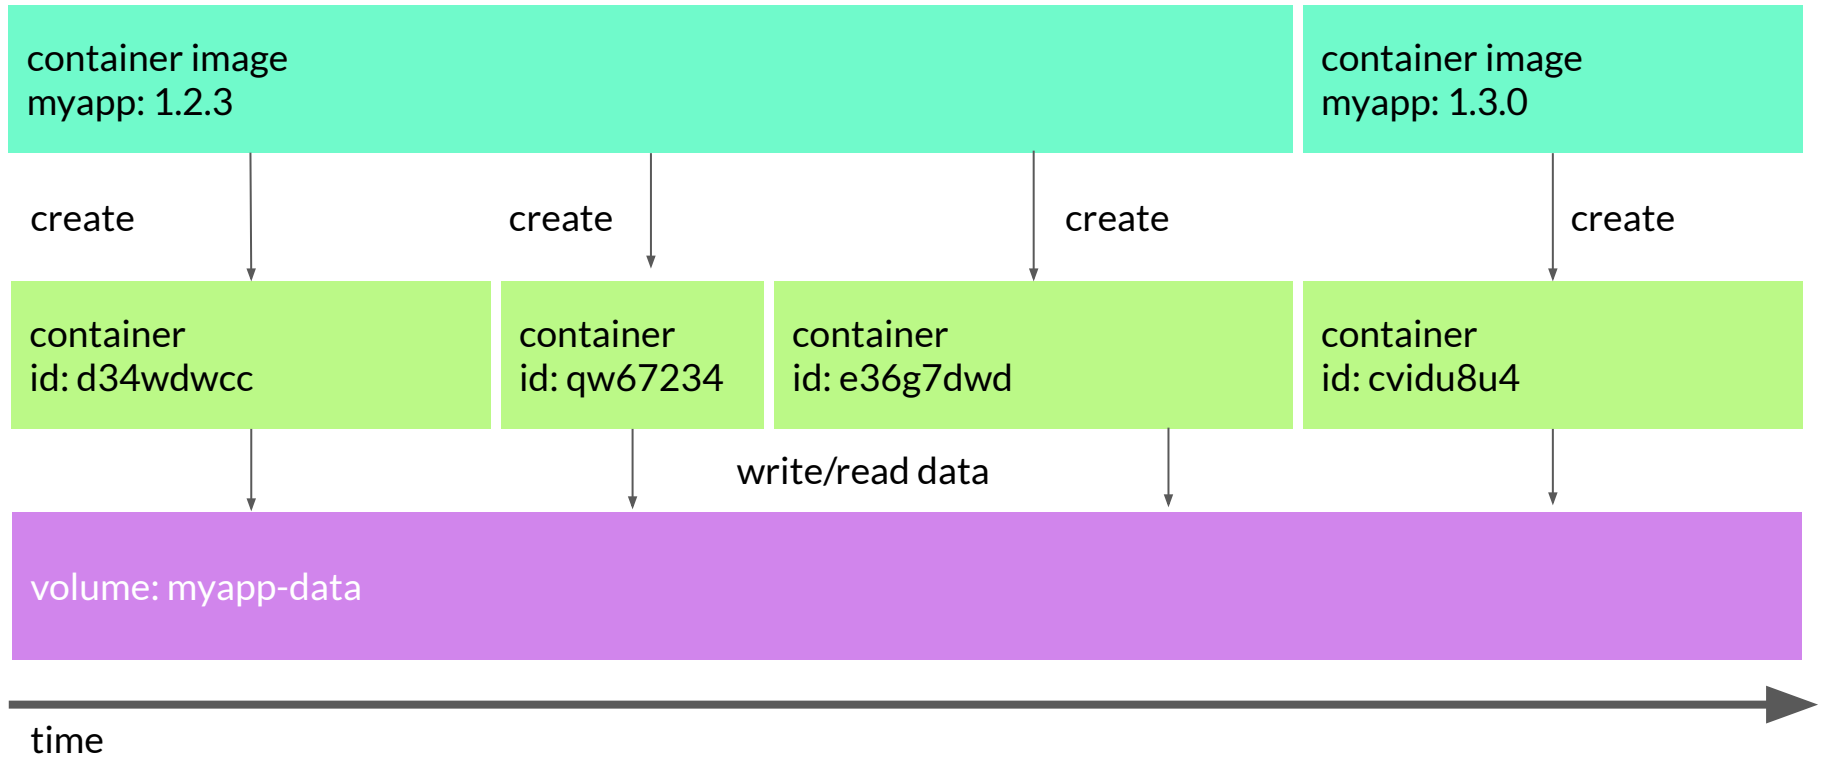 container image
myapp: 1.2.3
container image
myapp: 1.3.0
create
create
create
create
container
id: d34wdwcc
container
id: qw67234
container
id: e36g7dwd
container
id: cvidu8u4
write/read data
volume: myapp-data
time